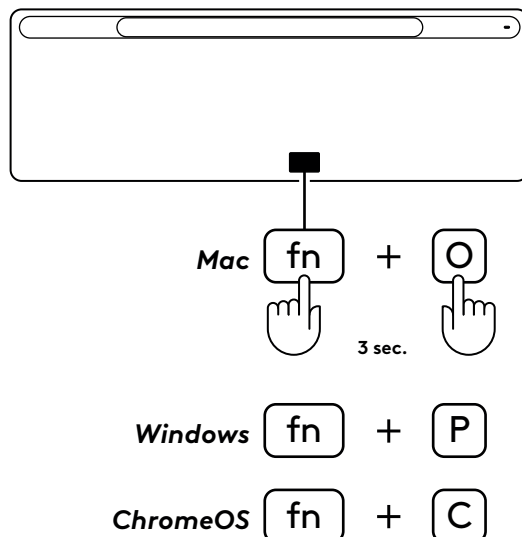 Mac fn + O
3 sec.
Windows fn + P
ChromeOS fn + C